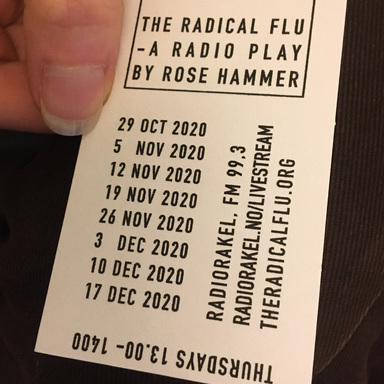 THE RADICAL FLU
-A RADIO PLAY
BY ROSE HAMMER
29 OCT 2020
5 NOV 2020
12 NOV 2020
19 NOV 2020
26 NOV 2020
3 DEC 2020
10 DEC 2020
17 DEC 2020
RADIORAKEL, FM 99,3
RADIORAKEL.NO/LIVESTREAM
THERADICALFLU.ORG
THURSDAYS 13.00-1400